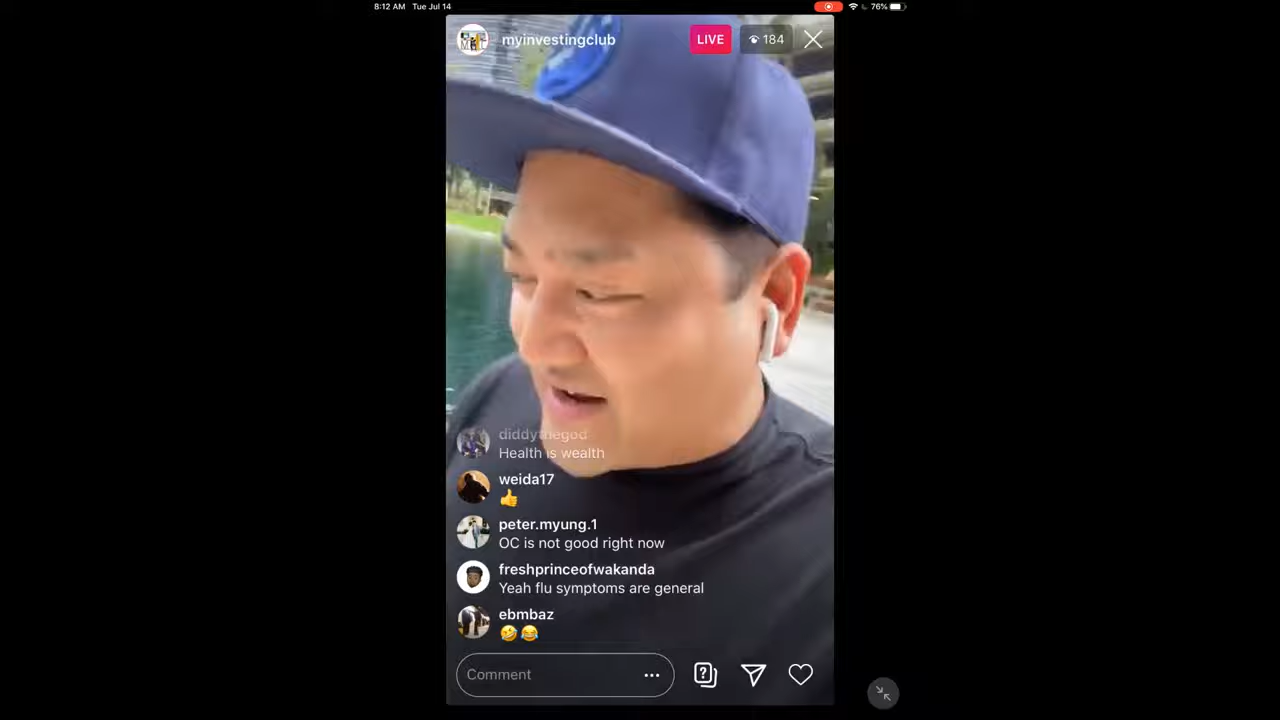 8:12 AM Tue Jul 14
76%
myinvestingclub
LIVE
184
diddythegod
Health is wealth
weida17
👍
peter.myung.1
OC is not good right now
freshprinceofwakanda
Yeah flu symptoms are general
ebmbaz
🤣😂
Comment